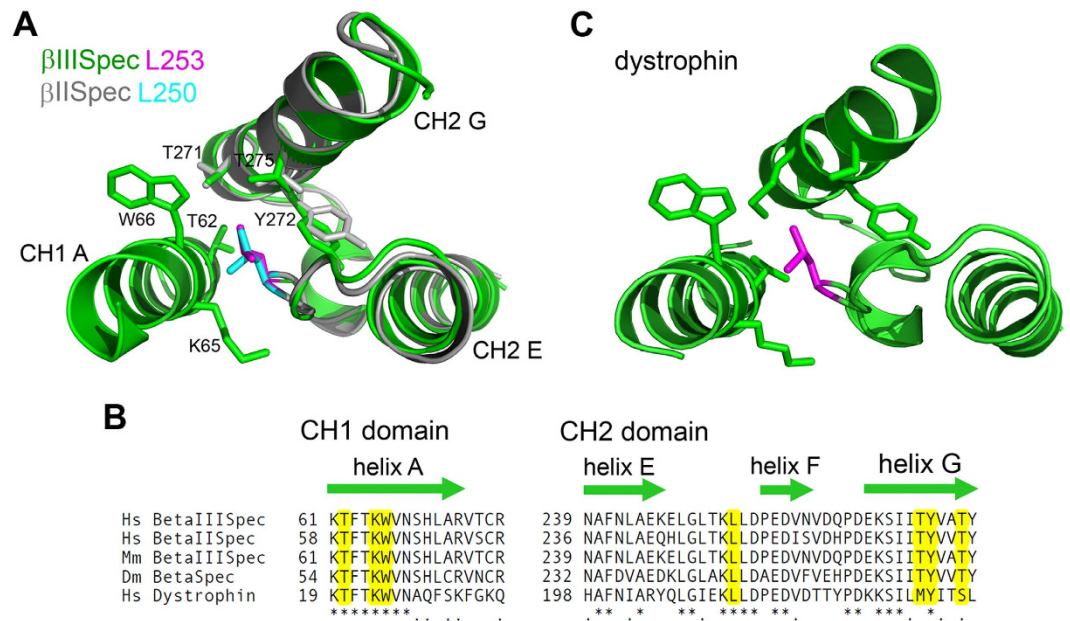 A
βIIISpec L253
βIISpec L250
CH2 G
T271
T275
W66
T62
Y272
CH1 A
K65
CH2 E
C
dystrophin
B
CH1 domain
CH2 domain
helix A
helix E
helix F
helix G
Hs BetaIIISpec 61 KTFTKWVNSHLARVTCR 239 NAFNLAEKELGLTKLLDPEDVNVDQPDEKSIITYVATY
Hs BetaIISpec 58 KTFTKWVNSHLARVSCR 236 NAFNLAEQHLGLTKLLDPEDISVDHPDEKSIITYVVTY
Mm BetaIIISpec 61 KTFTKWVNSHLARVTCR 239 NAFNLAEKELGLTKLLDPEDVNVDQPDEKSIITYVATY
Dm BetaSpec 54 KTFTKWVNSHLCRVNCR 232 NAFDVAEDKLGLAKLLDAEDVFVEHPDEKSIITYVVTY
Hs Dystrophin 19 KTFTKWVNAQFSKFGKQ 198 HAFNIARYQLGIEKLLDPEDVDTTYPDKKSILMYITSL